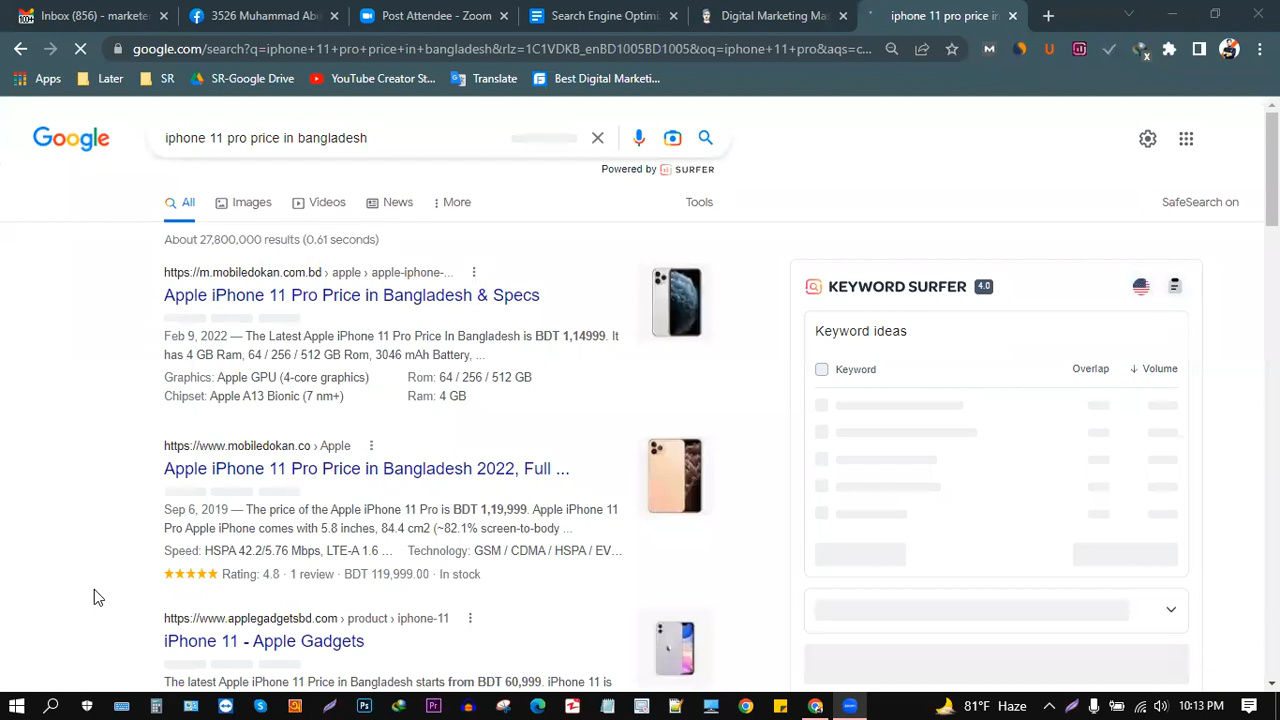 Inbox (856) - markete
3526 Muhammad Abu
Post Attendee - Zoom
Search Engine Optimi
Digital Marketing Ma
iphone 11 pro price in
google.com/search?q=iphone+11+pro+price+in+bangladesh&rlz=1C1VDKB_enBD1005BD1005&oq=iphone+11+pro&aqs=c...
Apps
Later
SR
SR-Google Drive
YouTube Creator St...
Translate
Best Digital Marketi...
Google
iphone 11 pro price in bangladesh
Powered by SURFER
All
Images
Videos
News
More
Tools
SafeSearch on
About 27,800,000 results (0.61 seconds)
https://m.mobiledokan.com.bd › apple › apple-iphone-...
Apple iPhone 11 Pro Price in Bangladesh & Specs
Feb 9, 2022 — The Latest Apple iPhone 11 Pro Price In Bangladesh is BDT 1,14999. It
has 4 GB Ram, 64 / 256 / 512 GB Rom, 3046 mAh Battery, ...
Graphics: Apple GPU (4-core graphics)
Rom: 64 / 256 / 512 GB
Chipset: Apple A13 Bionic (7 nm+)
Ram: 4 GB
https://www.mobiledokan.co › Apple
Apple iPhone 11 Pro Price in Bangladesh 2022, Full ...
Sep 6, 2019 — The price of the Apple iPhone 11 Pro is BDT 1,19,999. Apple iPhone 11
Pro Apple iPhone comes with 5.8 inches, 84.4 cm2 (~82.1% screen-to-body ...
Speed: HSPA 42.2/5.76 Mbps, LTE-A 1.6 ...
Technology: GSM / CDMA / HSPA / EV...
Rating: 4.8 · 1 review · BDT 119,999.00 · In stock
https://www.applegadgetsbd.com › product › iphone-11
iPhone 11 - Apple Gadgets
The latest Apple iPhone 11 Price in Bangladesh starts from BDT 60,999. iPhone 11 is
KEYWORD SURFER 4.0
Keyword ideas
Keyword
Overlap
Volume
81°F Haze
10:13 PM